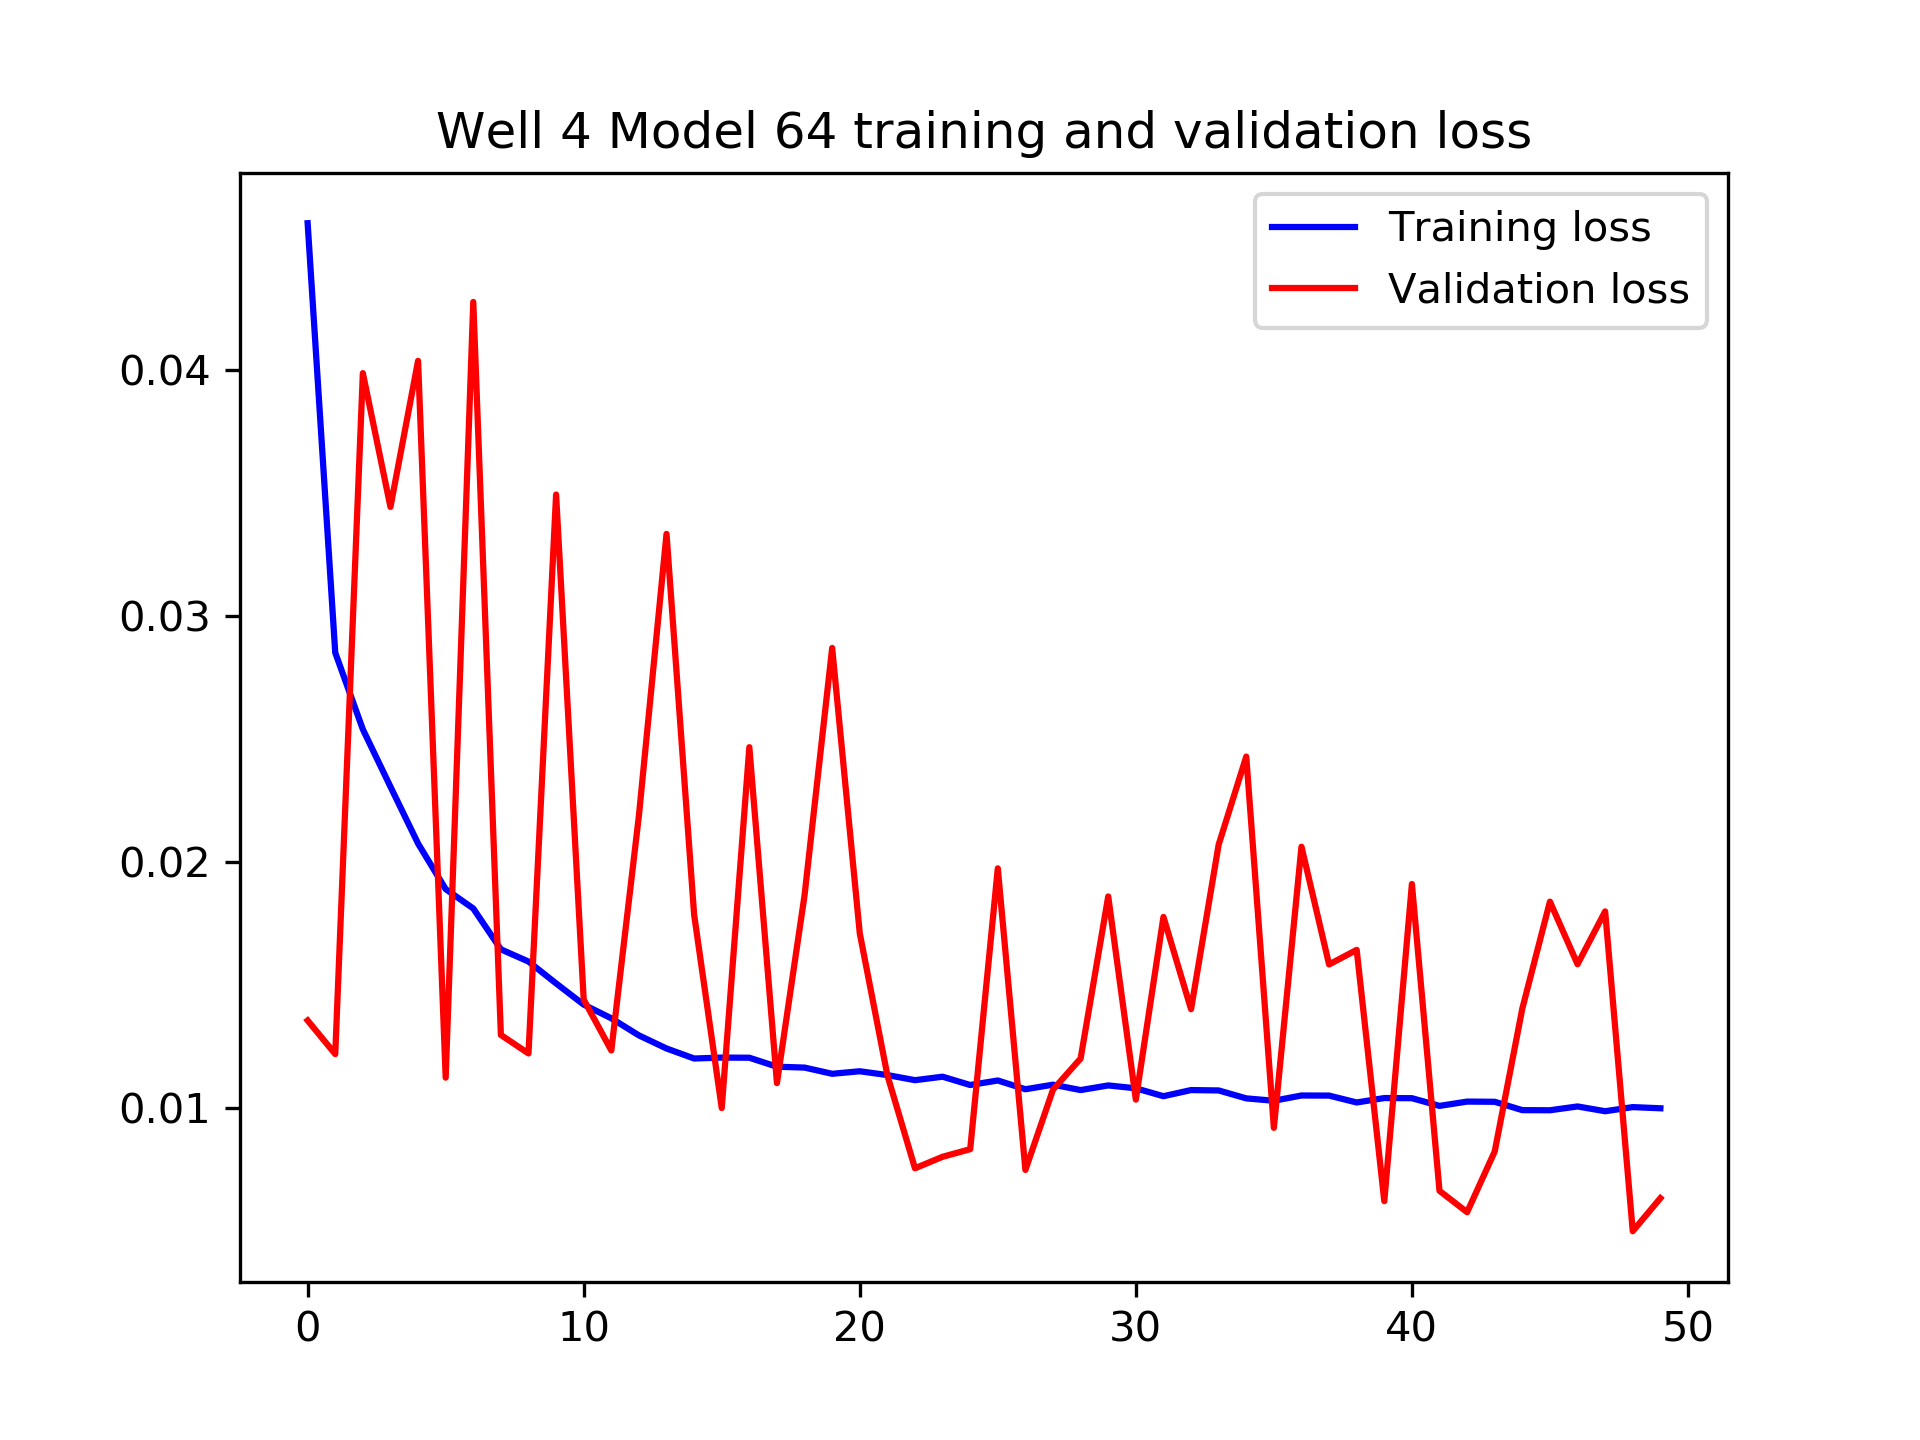 Well 4 Model 64 training and validation loss
Training loss
Validation loss
0.04
0.03
0.02
0.01
0 10 20 30 40 50